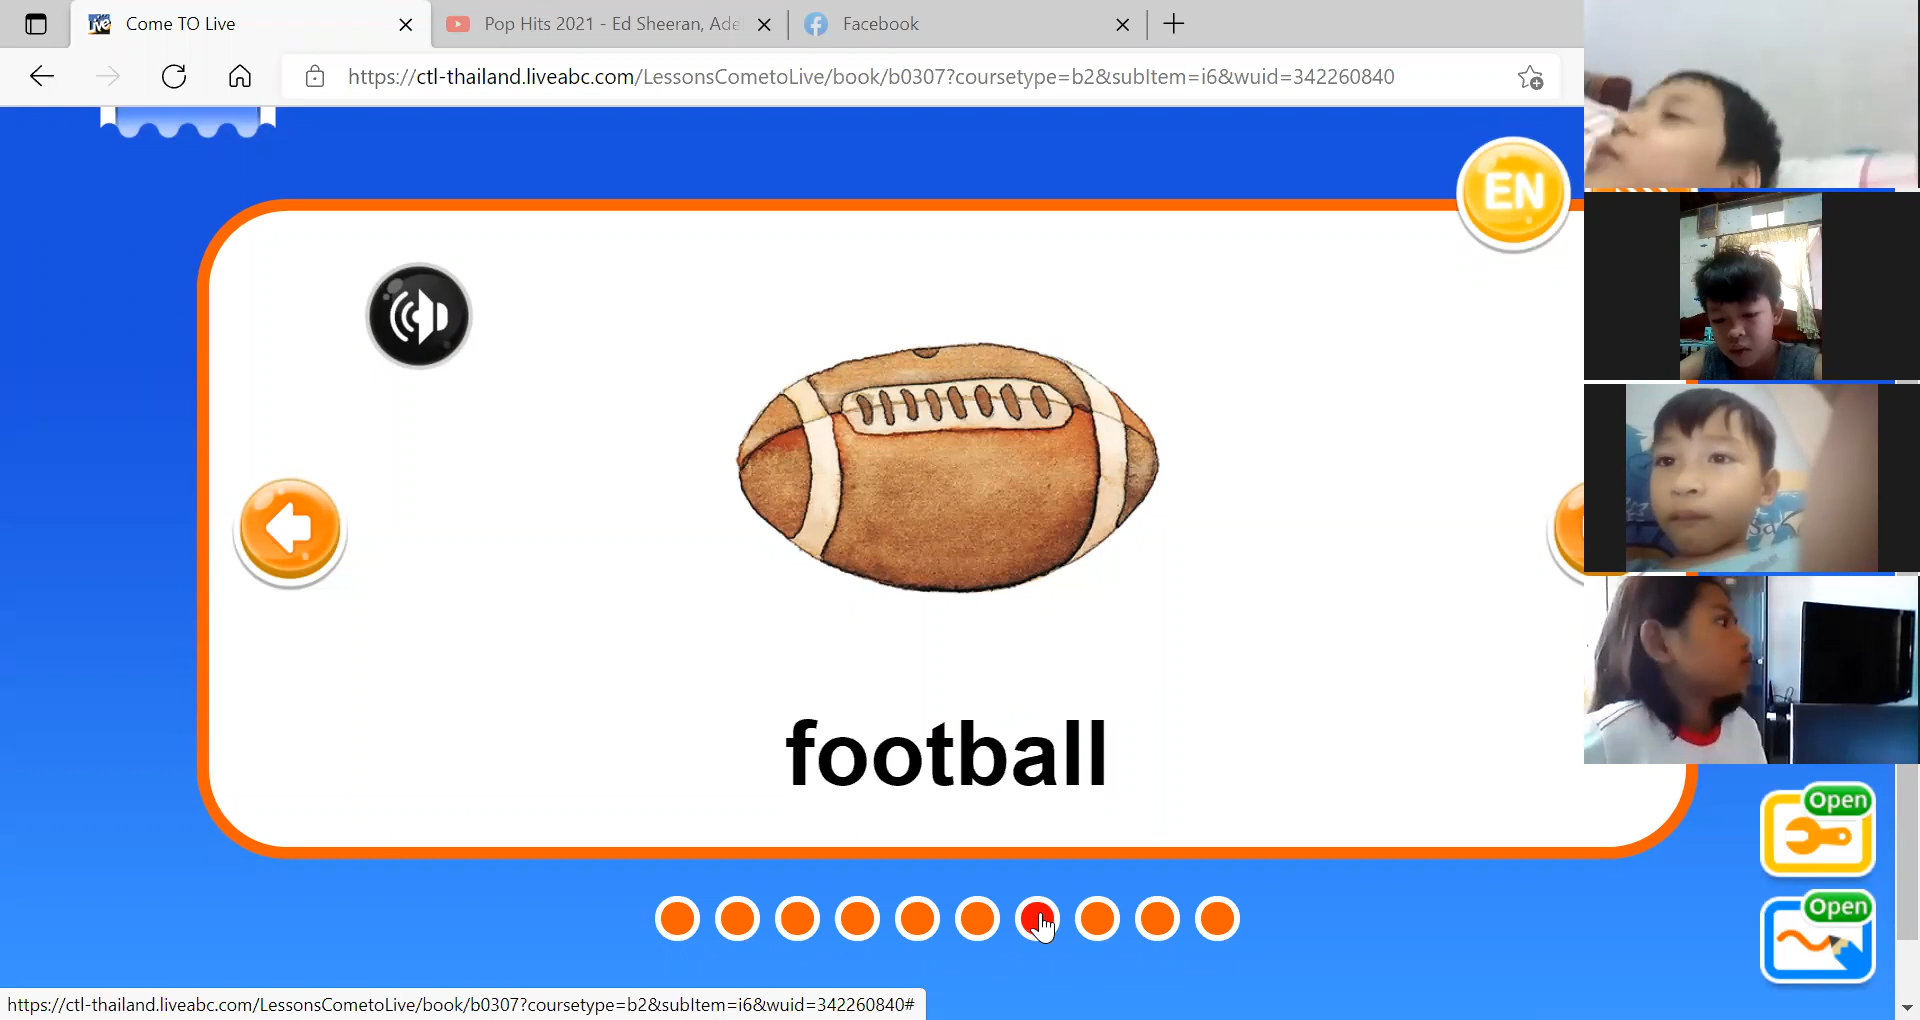 Come TO Live
Pop Hits 2021 - Ed Sheeran, Ade
Facebook
https://ctl-thailand.liveabc.com/LessonsCometoLive/book/b0307?coursetype=b2&subItem=i6&wuid=342260840
EN
football
Open
Open
https://ctl-thailand.liveabc.com/LessonsCometoLive/book/b0307?coursetype=b2&subItem=i6&wuid=342260840#